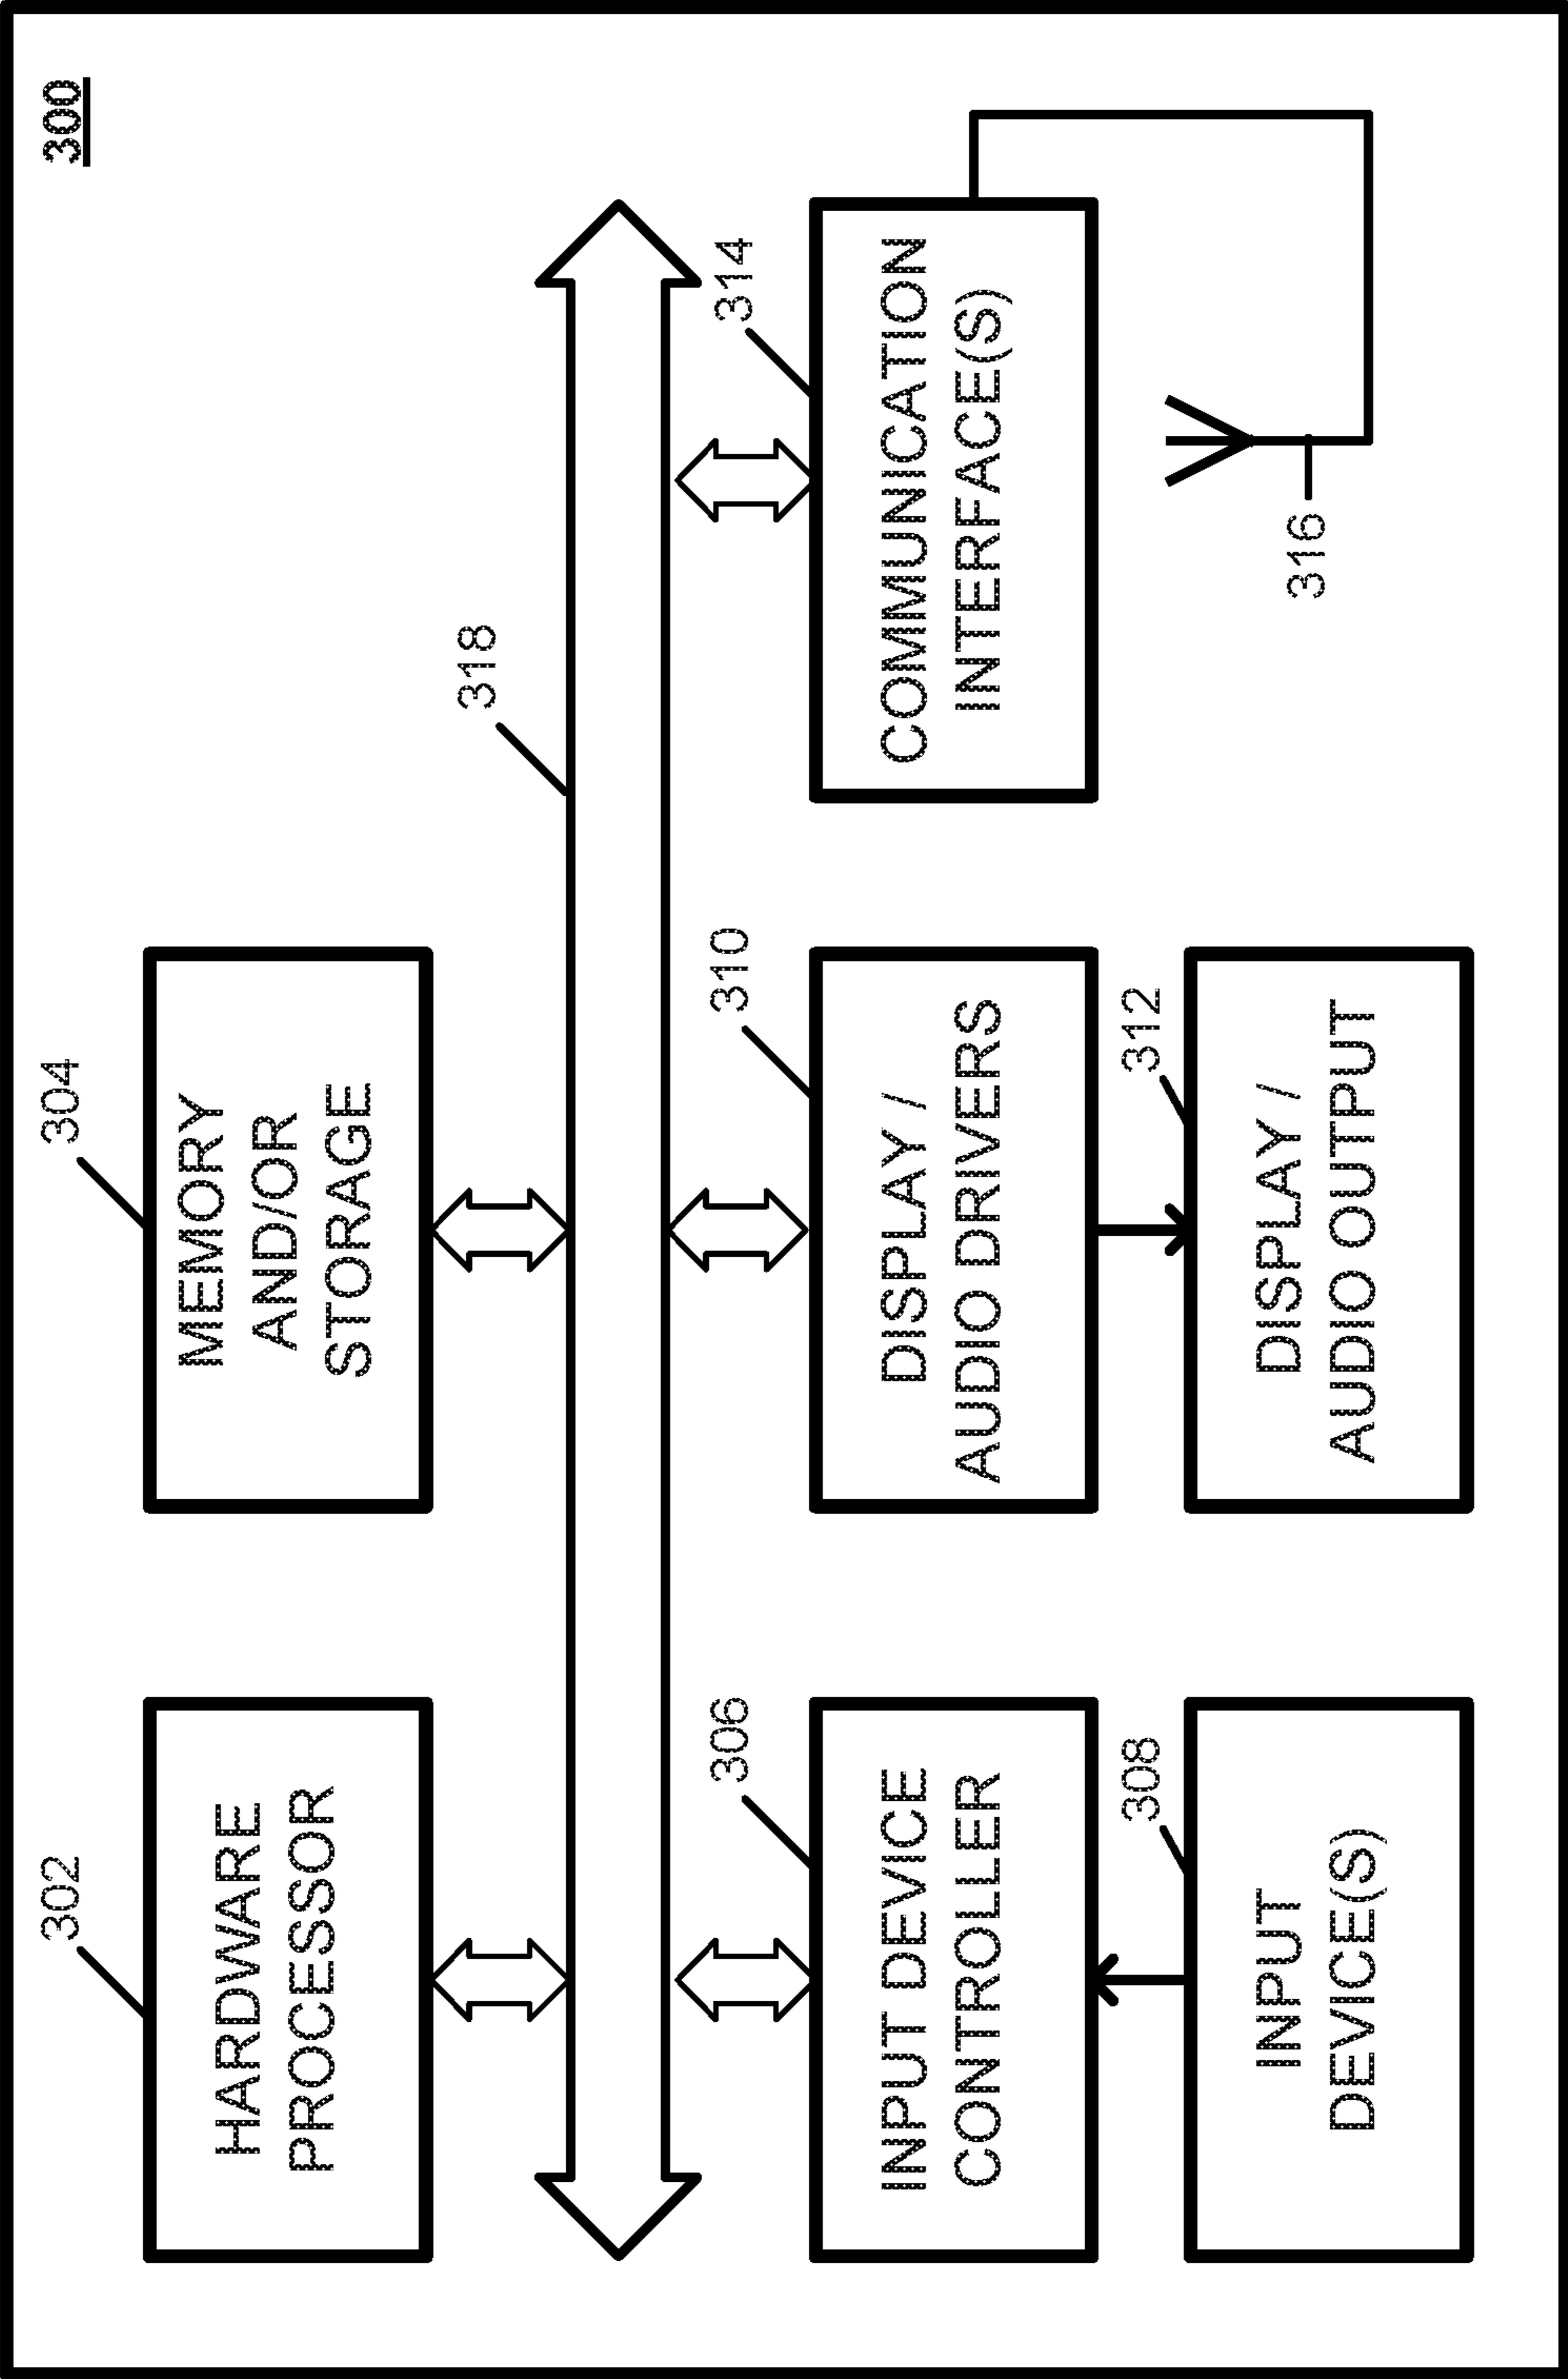 300
302
HARDWARE
PROCESSOR
304
MEMORY
AND/OR
STORAGE
318
306
INPUT DEVICE
CONTROLLER
310
DISPLAY /
AUDIO DRIVERS
314
COMMUNICATION
INTERFACE(S)
308
INPUT
DEVICE(S)
312
DISPLAY /
AUDIO OUTPUT
316